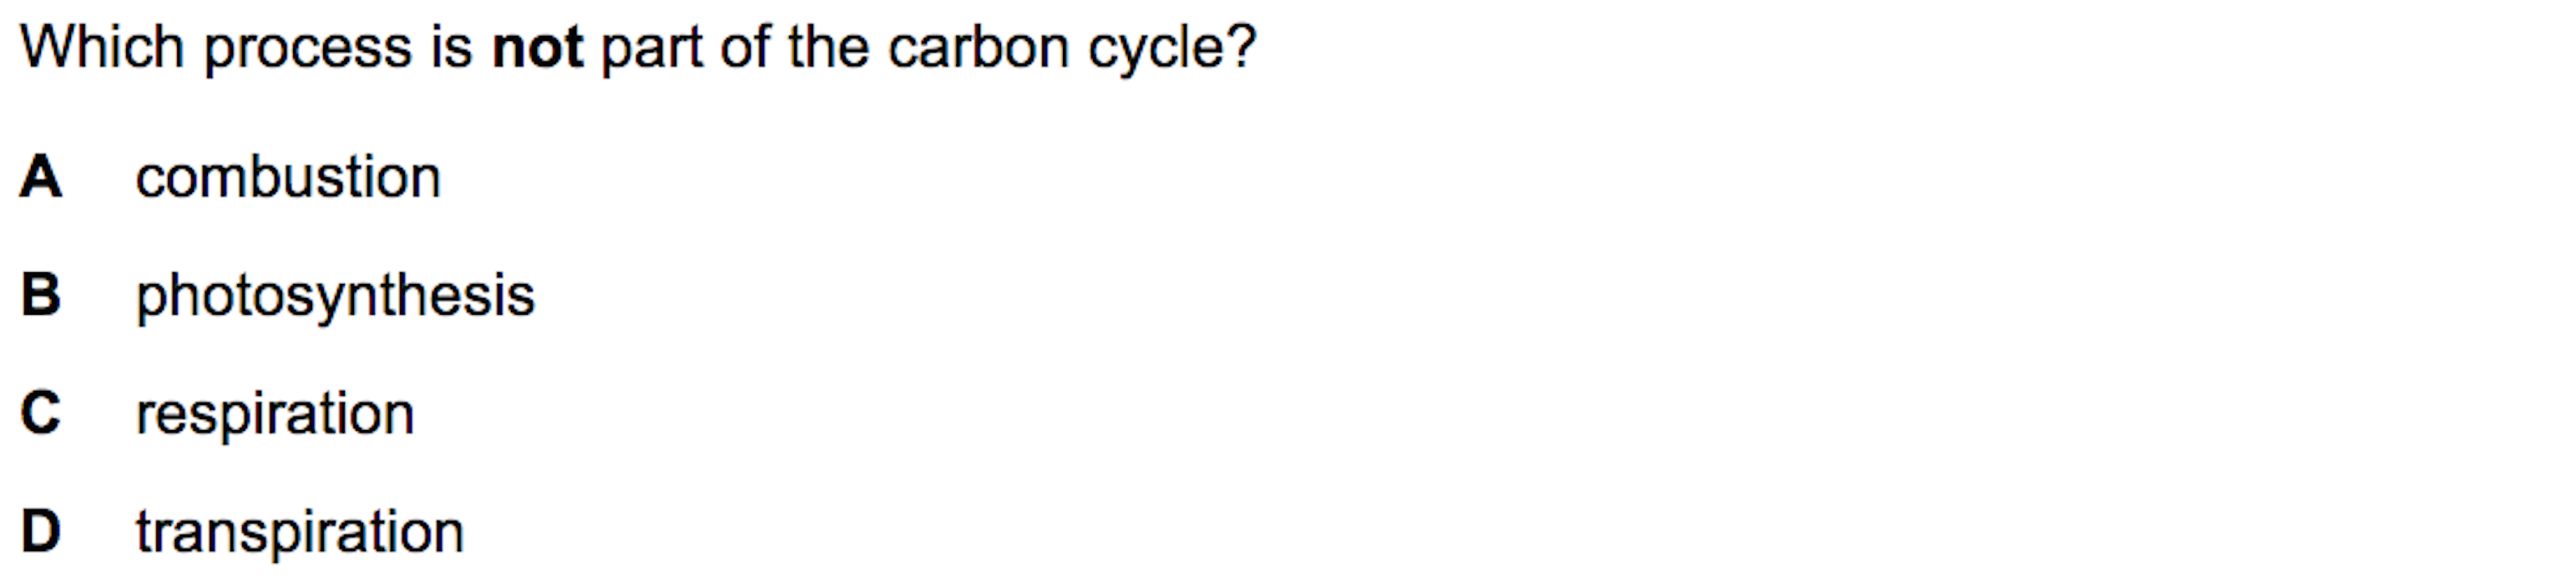 Which process is not part of the carbon cycle?
A combustion
B photosynthesis
C respiration
D transpiration